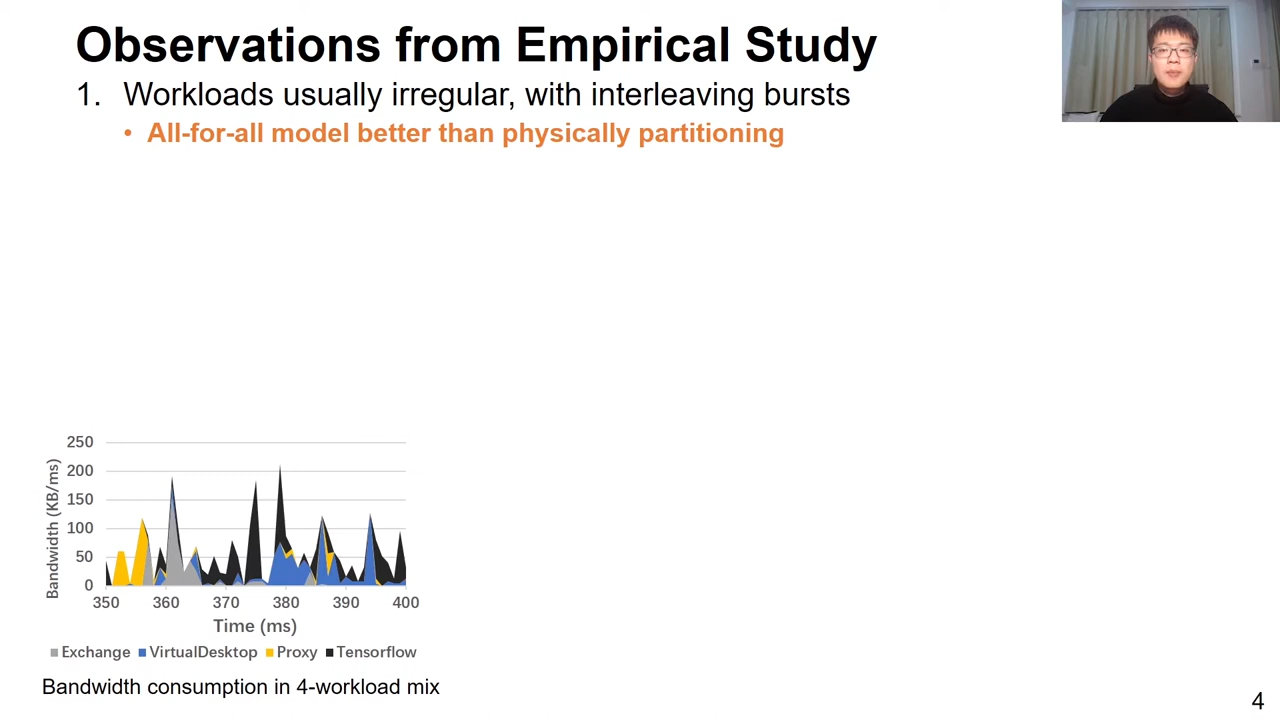 Observations from Empirical Study
1. Workloads usually irregular, with interleaving bursts
• All-for-all model better than physically partitioning
250
200
150
100
50
0
Bandwidth (KB/ms)
350 360 370 380 390 400
Time (ms)
Exchange VirtualDesktop Proxy Tensorflow
Bandwidth consumption in 4-workload mix
4